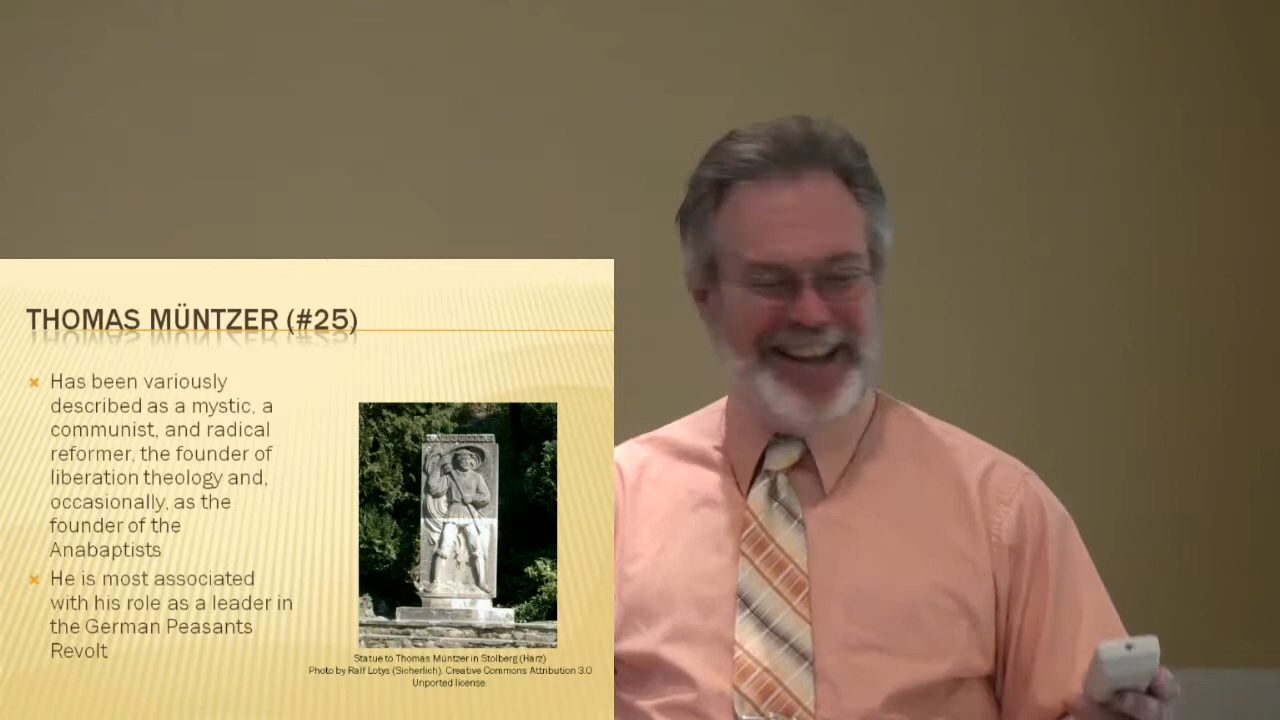 THOMAS MÜNTZER (#25)
Has been variously
described as a mystic, a
communist, and radical
reformer, the founder of
liberation theology and,
occasionally, as the
founder of the
Anabaptists
He is most associated
with his role as a leader in
the German Peasants
Revolt
Statue to Thomas Müntzer in Stolberg (Harz)
Photo by Ralf Lotys (Sicherlich). Creative Commons Attribution 3.0
Unported license.